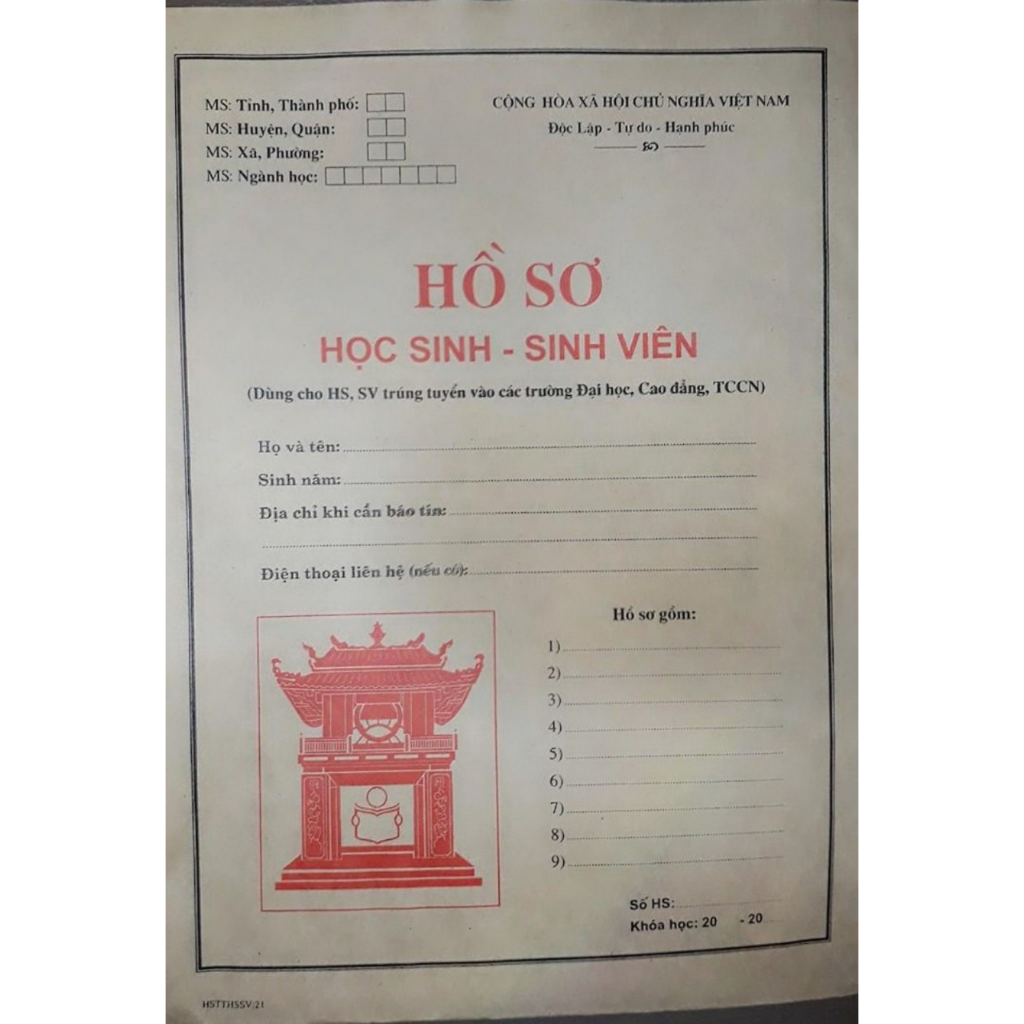 MS: Tỉnh, Thành phố:
MS: Huyện, Quận:
MS: Xã, Phường:
MS: Ngành học:
CỘNG HÒA XÃ HỘI CHỦ NGHĨA VIỆT NAM
Độc Lập - Tự do - Hạnh phúc
HỒ SƠ
HỌC SINH - SINH VIÊN
(Dùng cho HS, SV trúng tuyển vào các trường Đại học, Cao đẳng, TCCN)
Họ và tên:
Sinh năm:
Địa chỉ khi cần báo tin:
Điện thoại liên hệ (nếu có):
Hồ sơ gồm:
1)
2)
3)
4)
5)
6)
7)
8)
9)
Số HS:
Khóa học: 20 - 20
HSTTHSSV.21